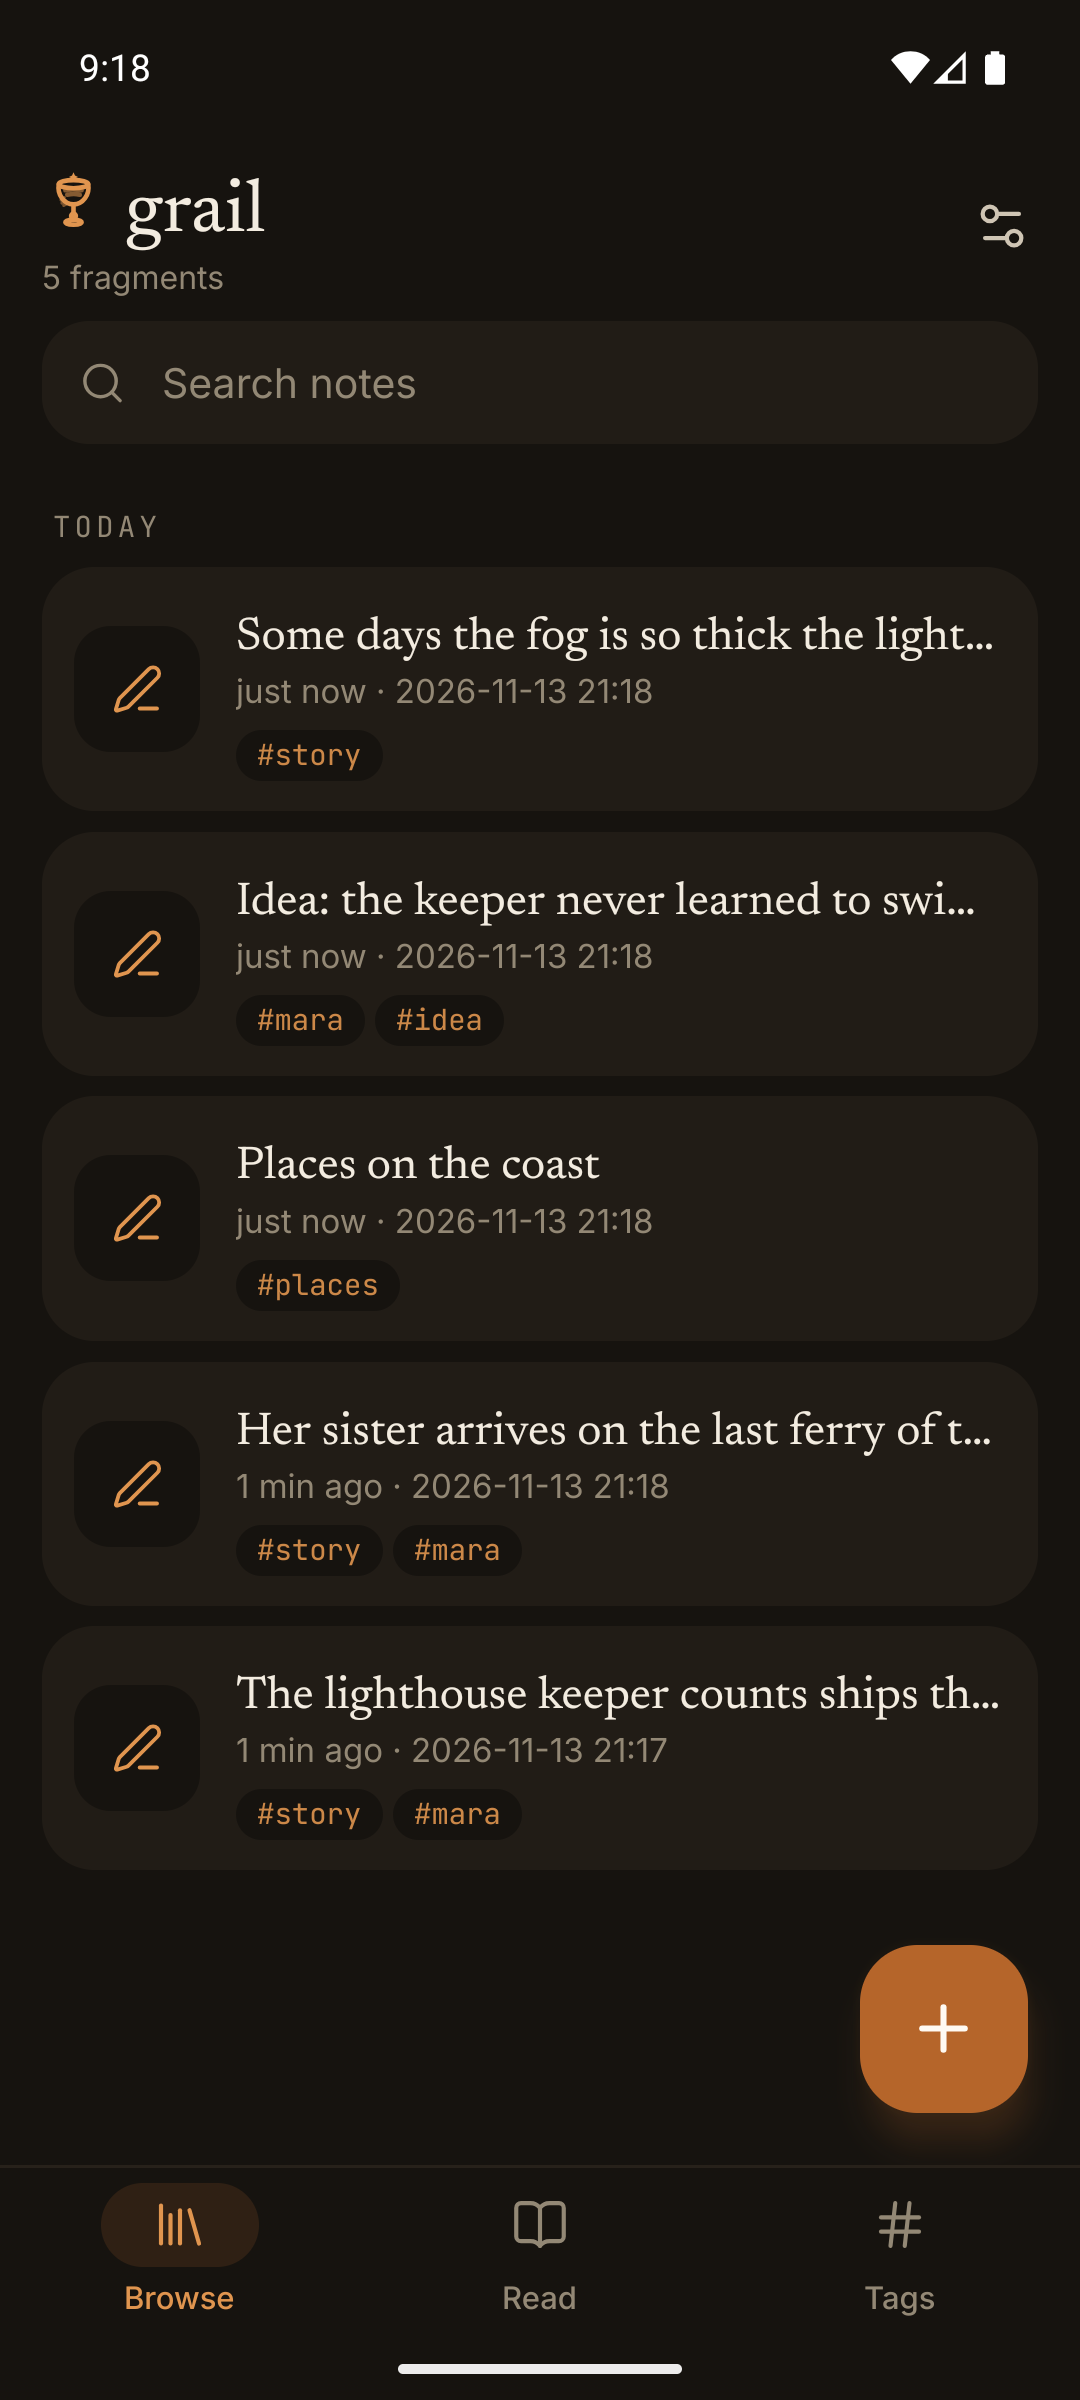 9:18
grail
5 fragments
Search notes
TODAY
Some days the fog is so thick the light...
just now · 2026-11-13 21:18
#story
Idea: the keeper never learned to swi...
just now · 2026-11-13 21:18
#mara #idea
Places on the coast
just now · 2026-11-13 21:18
#places
Her sister arrives on the last ferry of t...
1 min ago · 2026-11-13 21:18
#story #mara
The lighthouse keeper counts ships th...
1 min ago · 2026-11-13 21:17
#story #mara
Browse Read Tags